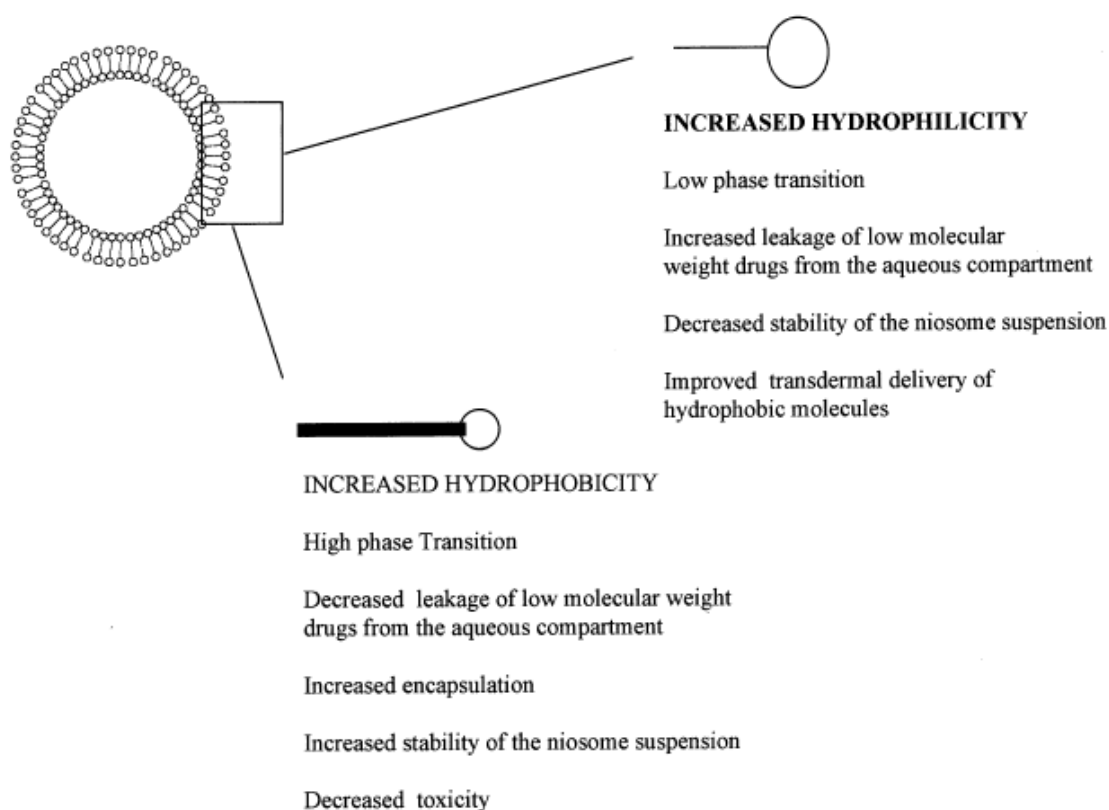 INCREASED HYDROPHILICITY
Low phase transition
Increased leakage of low molecular
weight drugs from the aqueous compartment
Decreased stability of the niosome suspension
Improved transdermal delivery of
hydrophobic molecules
INCREASED HYDROPHOBICITY
High phase Transition
Decreased leakage of low molecular weight
drugs from the aqueous compartment
Increased encapsulation
Increased stability of the niosome suspension
Decreased toxicity